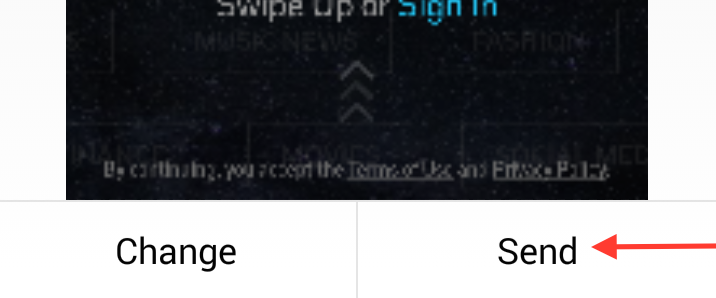 Swipe Up or Sign In
MUSIC NEWS FASHION
MOVIES SOCIAL MED
By continuing, you accept the Terms of Use and Privacy Policy.
Change Send